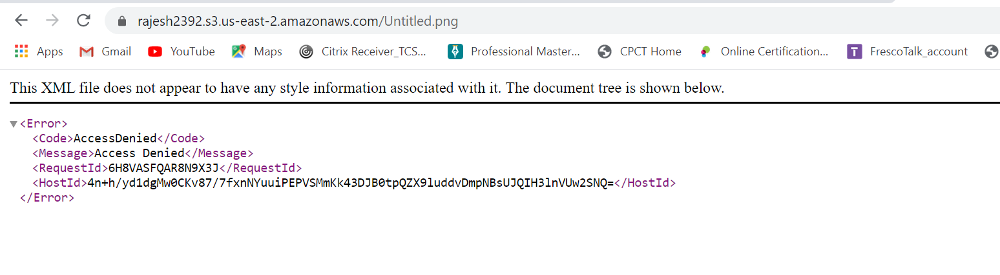 rajesh2392.s3.us-east-2.amazonaws.com/Untitled.png
Apps Gmail YouTube Maps Citrix Receiver_TCS... Professional Master... CPCT Home Online Certification... T FrescoTalk_account
This XML file does not appear to have any style information associated with it. The document tree is shown below.
<Error>
<Code>AccessDenied</Code>
<Message>Access Denied</Message>
<RequestId>6H8VASFQAR8N9X3J</RequestId>
<HostId>4n+h/yd1dgMw0CKv87/7fxnNYuuiPEPVSMmKk43DJB0tpQZX9luddvDmpNBsUJQIH3lnVUw2SNQ=</HostId>
</Error>